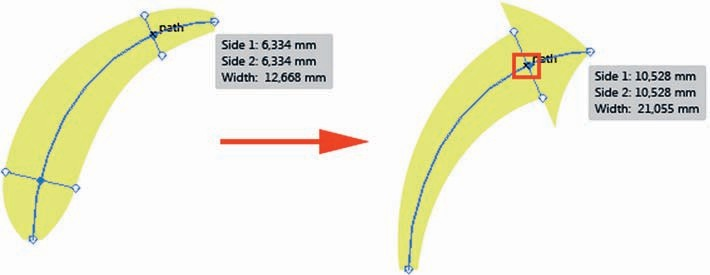 path
Side 1: 6,334 mm
Side 2: 6,334 mm
Width: 12,668 mm
path
Side 1: 10,528 mm
Side 2: 10,528 mm
Width: 21,055 mm